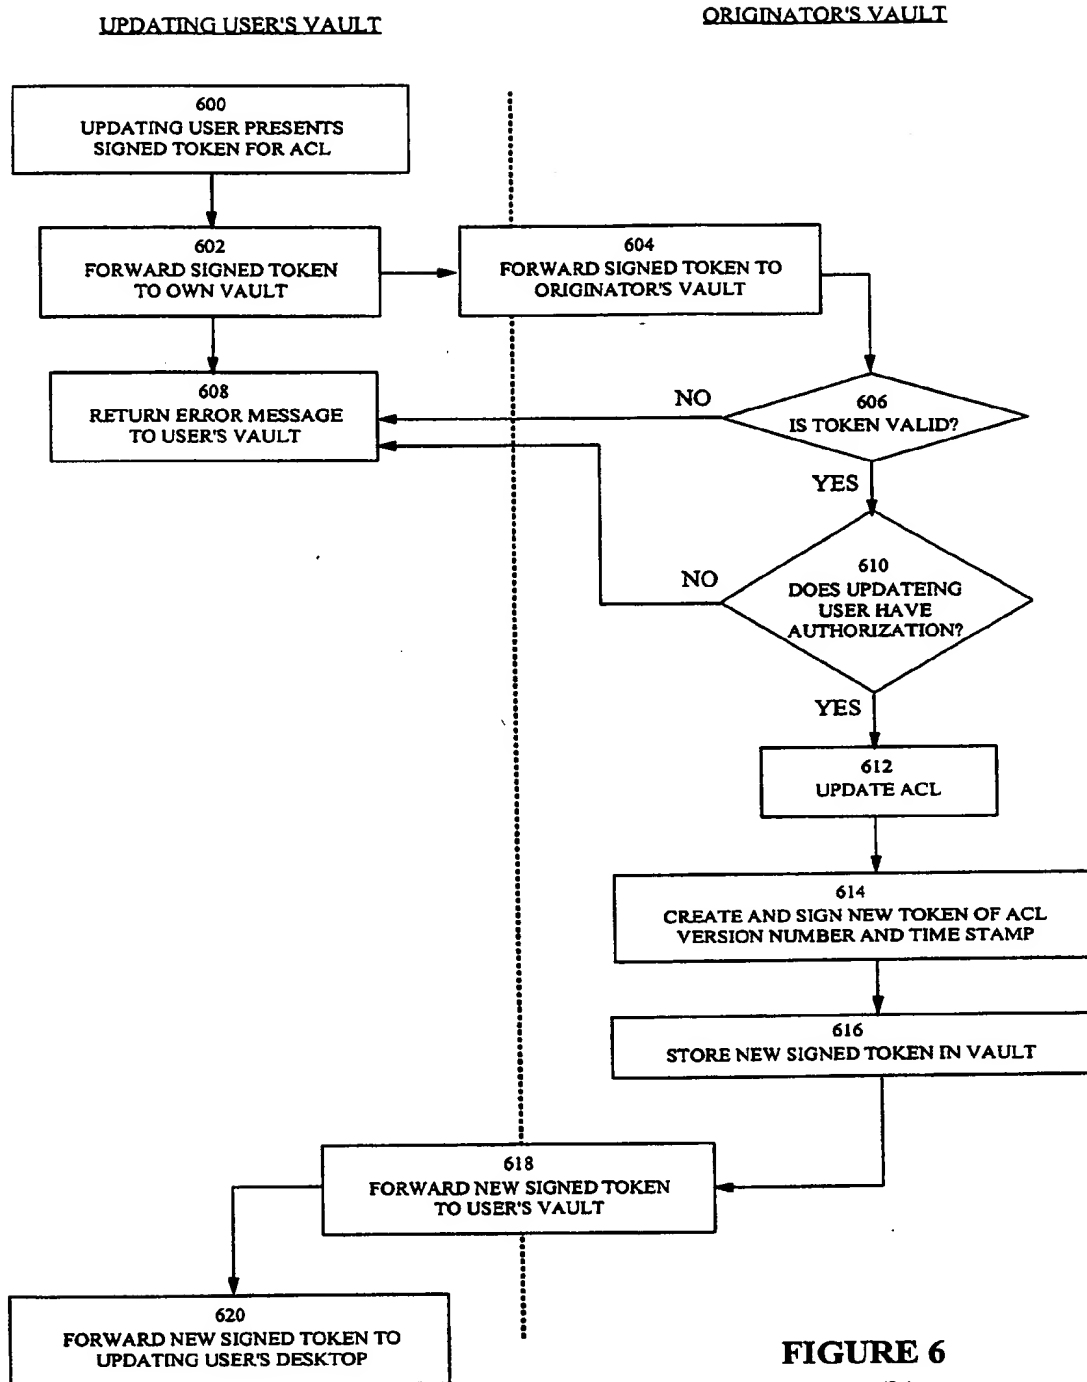 UPDATING USER'S VAULT
ORIGINATOR'S VAULT
600
UPDATING USER PRESENTS
SIGNED TOKEN FOR ACL
602
FORWARD SIGNED TOKEN
TO OWN VAULT
604
FORWARD SIGNED TOKEN TO
ORIGINATOR'S VAULT
608
RETURN ERROR MESSAGE
TO USER'S VAULT
NO
606
IS TOKEN VALID?
YES
NO
610
DOES UPDATEING
USER HAVE
AUTHORIZATION?
YES
612
UPDATE ACL
614
CREATE AND SIGN NEW TOKEN OF ACL
VERSION NUMBER AND TIME STAMP
616
STORE NEW SIGNED TOKEN IN VAULT
618
FORWARD NEW SIGNED TOKEN
TO USER'S VAULT
620
FORWARD NEW SIGNED TOKEN TO
UPDATING USER'S DESKTOP
FIGURE 6